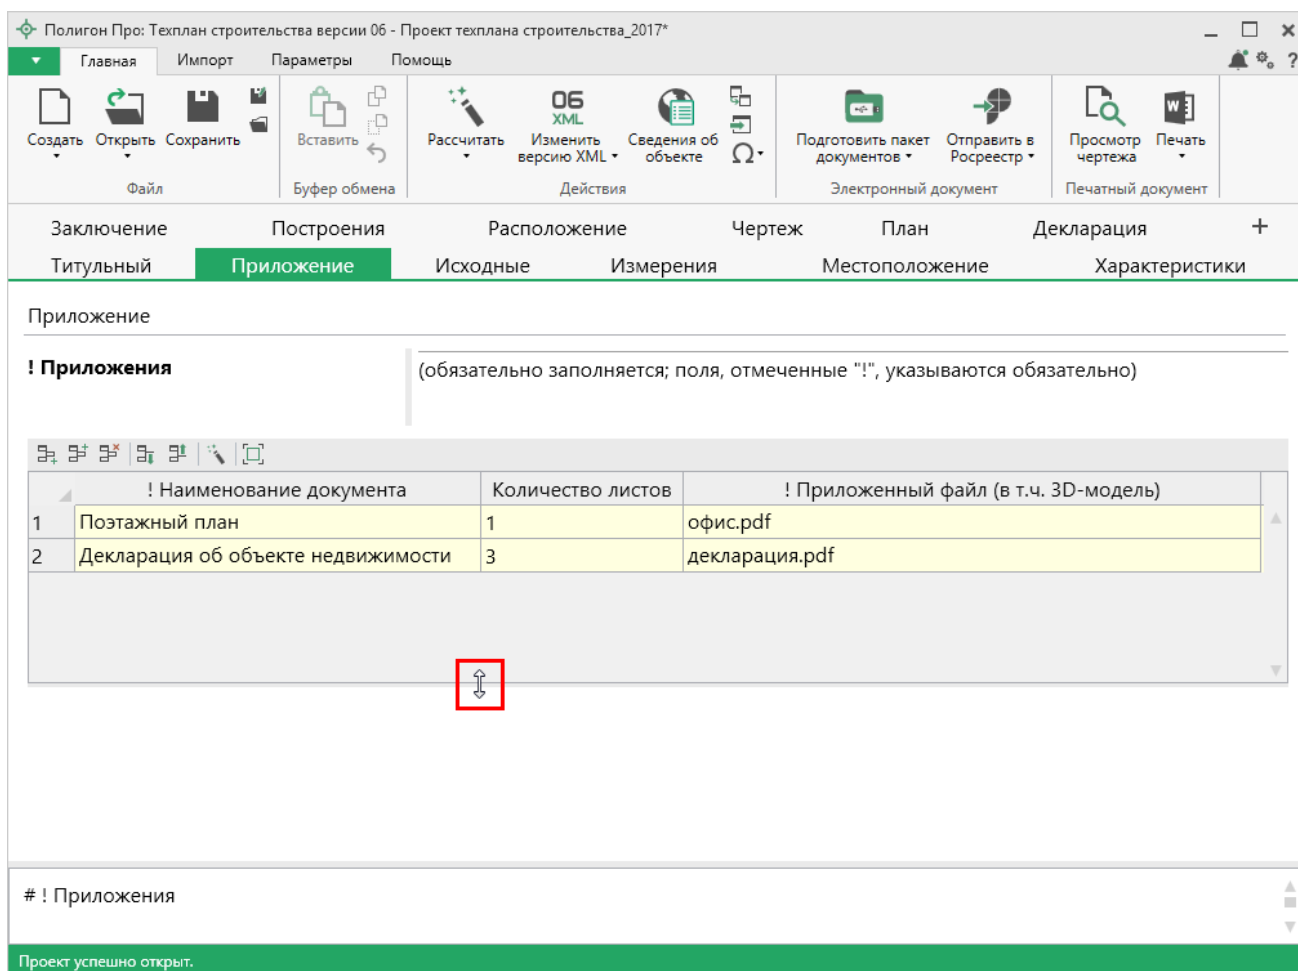 Полигон Про: Техплан строительства версии 06 - Проект техплана строительства_2017*
Главная Импорт Параметры Помощь
?
Создать Открыть Сохранить
Вставить
Рассчитать
06
XML
Изменить
версию XML
Сведения об
объекте
Ω
Подготовить пакет
документов
Отправить в
Росреестр
Просмотр
чертежа
W
Печать
Файл Буфер обмена Действия Электронный документ Печатный документ
Заключение Построения Расположение Чертеж План Декларация +
Титульный Приложение Исходные Измерения Местоположение Характеристики
Приложение
! Приложения
(обязательно заполняется; поля, отмеченные "!", указываются обязательно)
! Наименование документа Количество листов ! Приложенный файл (в т.ч. 3D-модель)
1 Поэтажный план 1 офис.pdf
2 Декларация об объекте недвижимости 3 декларация.pdf
# ! Приложения
Проект успешно открыт.